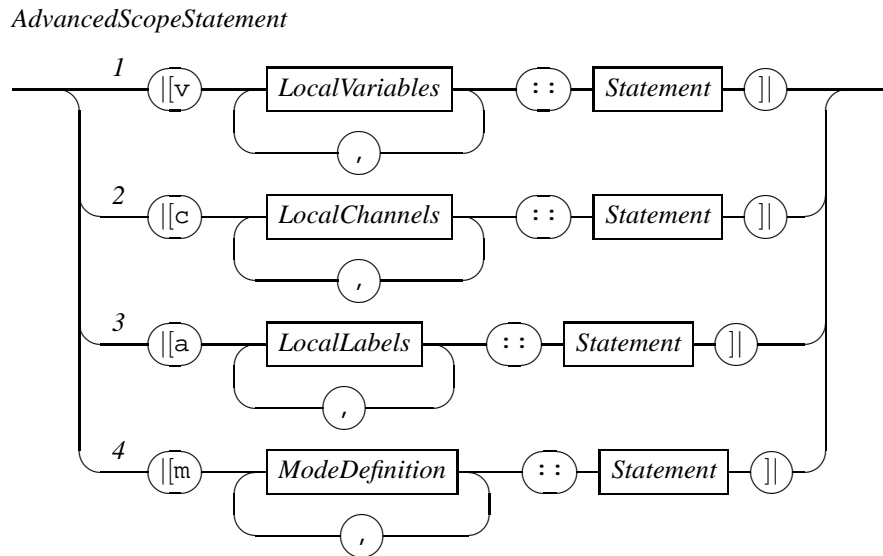 AdvancedScopeStatement
1 |[v LocalVariables :: Statement ]|
,
2 |[c LocalChannels :: Statement ]|
,
3 |[a LocalLabels :: Statement ]|
,
4 |[m ModeDefinition :: Statement ]|
,